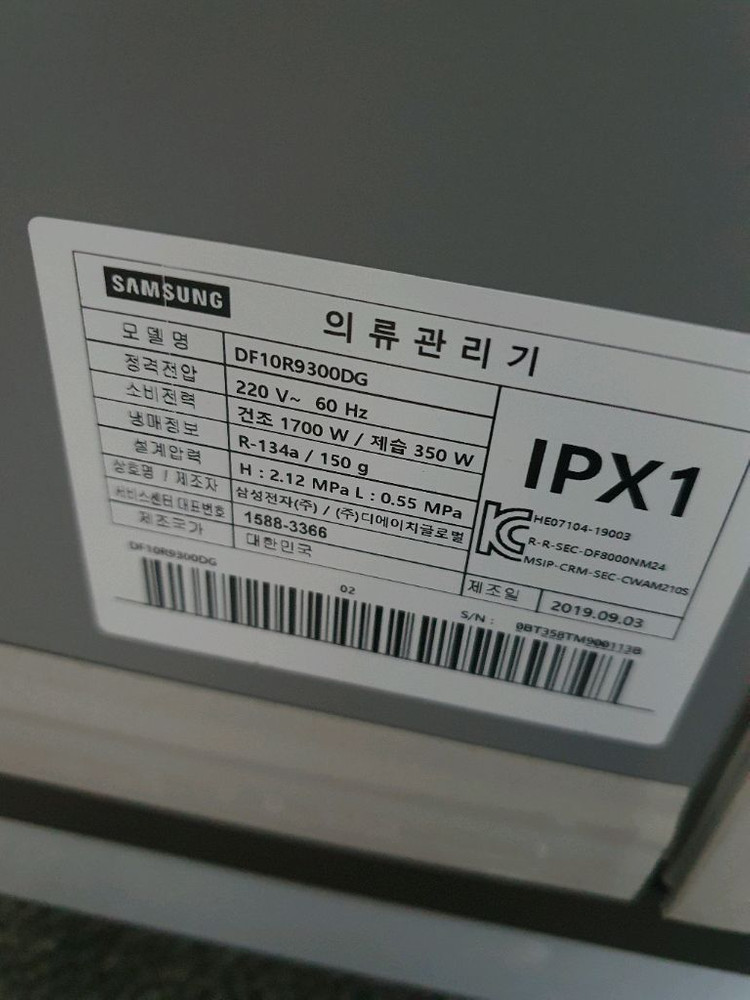 SAMSUNG
의류관리기
모델명 DF10R9300DG
정격전압 220 V~ 60 Hz
소비전력 건조 1700 W / 제습 350 W
냉매정보 R-134a / 150 g
설계압력 H : 2.12 MPa L : 0.55 MPa
상호명 / 제조자 삼성전자(주) / (주)디에이치글로벌
서비스센터 대표번호 1588-3366
제조국가 대한민국
IPX1
HE07104-19003
R-R-SEC-DF8000NM24
MSIP-CRM-SEC-CWAM210S
제조일 2019.09.03
DF10R9300DG
02
S/N : 0BT35BTM900113B